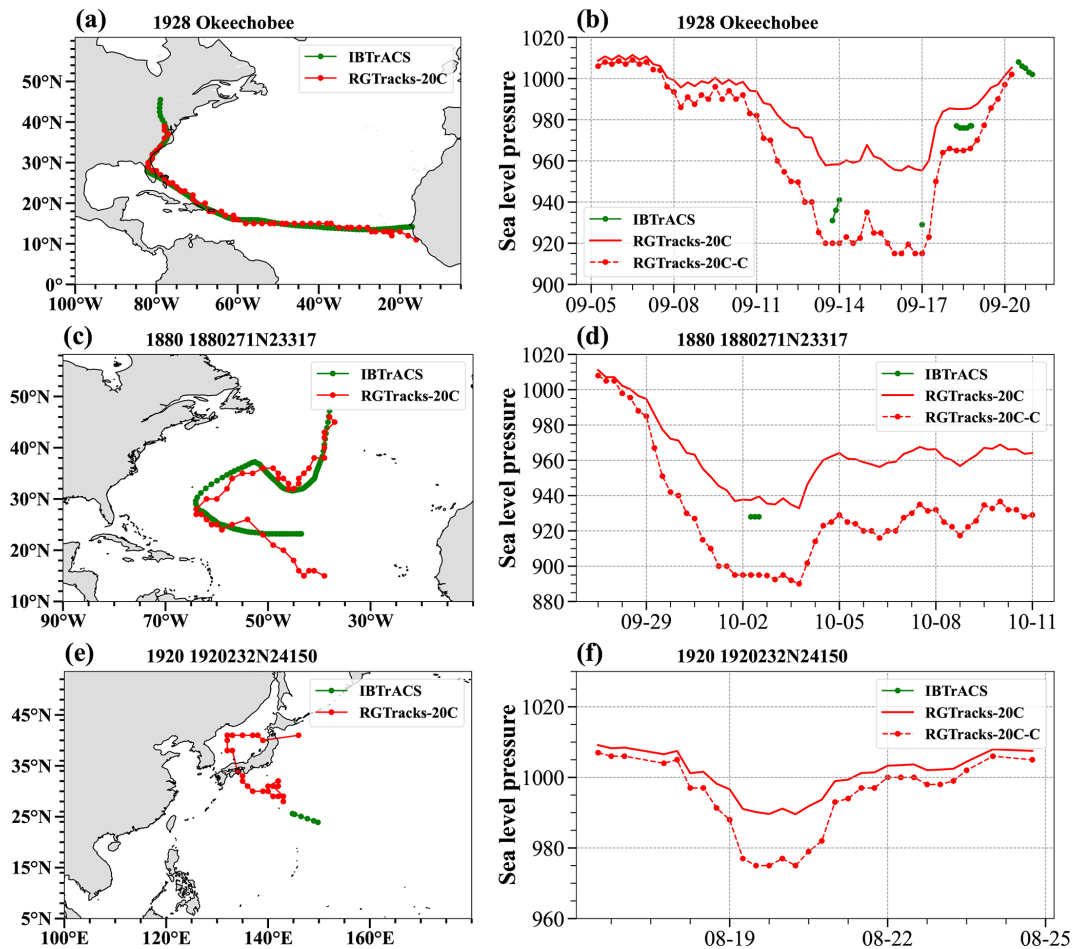 (a) 1928 Okeechobee
IBTrACS
RGTracks-20C
50°N
40°N
30°N
20°N
10°N
0°
100°W 80°W 60°W 40°W 20°W
(b) 1928 Okeechobee
Sea level pressure
1020
1000
980
960
940
920
900
IBTrACS
RGTracks-20C
RGTracks-20C-C
09-05 09-08 09-11 09-14 09-17 09-20
(c) 1880 1880271N23317
IBTrACS
RGTracks-20C
50°N
40°N
30°N
20°N
10°N
90°W 70°W 50°W 30°W
(d) 1880 1880271N23317
Sea level pressure
1020
1000
980
960
940
920
900
880
IBTrACS
RGTracks-20C
RGTracks-20C-C
09-29 10-02 10-05 10-08 10-11
(e) 1920 1920232N24150
IBTrACS
RGTracks-20C
45°N
35°N
25°N
15°N
5°N
100°E 120°E 140°E 160°E
(f) 1920 1920232N24150
Sea level pressure
1020
1000
980
960
IBTrACS
RGTracks-20C
RGTracks-20C-C
08-19 08-22 08-25